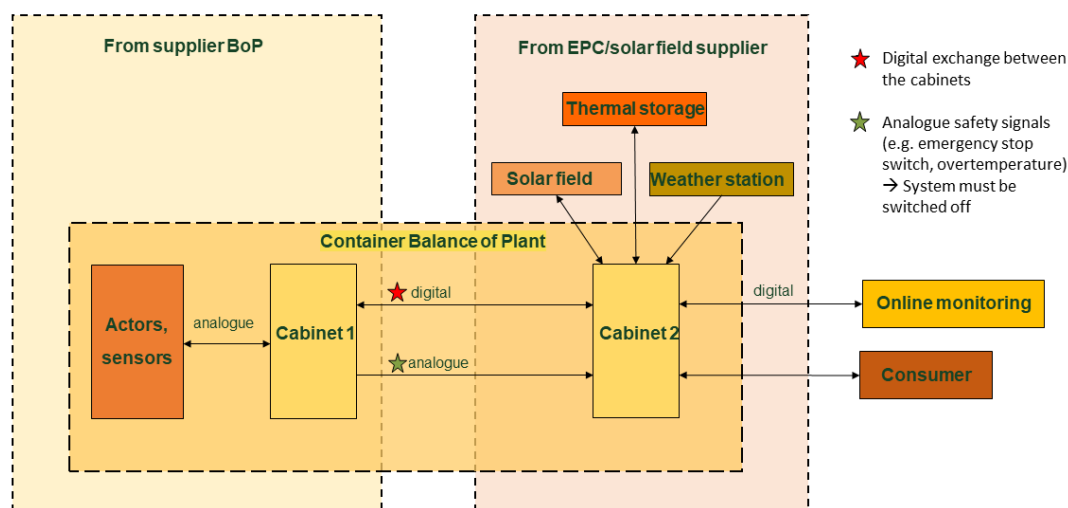 From supplier BoP
From EPC/solar field supplier
Digital exchange between
the cabinets
Thermal storage
Analogue safety signals
(e.g. emergency stop
switch, overtemperature)
→ System must be
switched off
Solar field
Weather station
Container Balance of Plant
Actors,
sensors
analogue
Cabinet 1
digital
analogue
Cabinet 2
digital
Online monitoring
Consumer